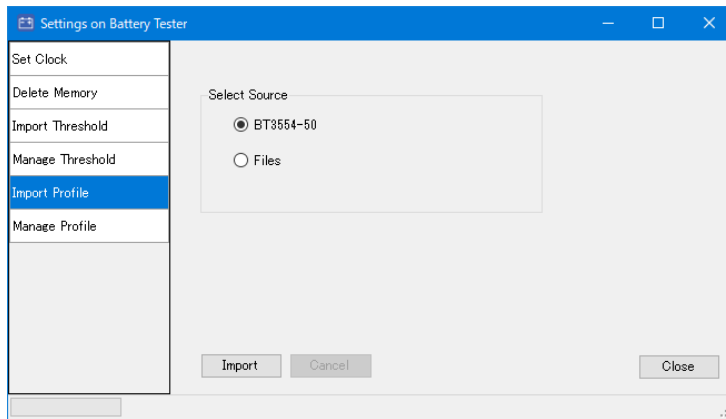 Settings on Battery Tester
Set Clock
Delete Memory
Import Threshold
Manage Threshold
Import Profile
Manage Profile
Select Source
BT3554-50
Files
Import
Cancel
Close